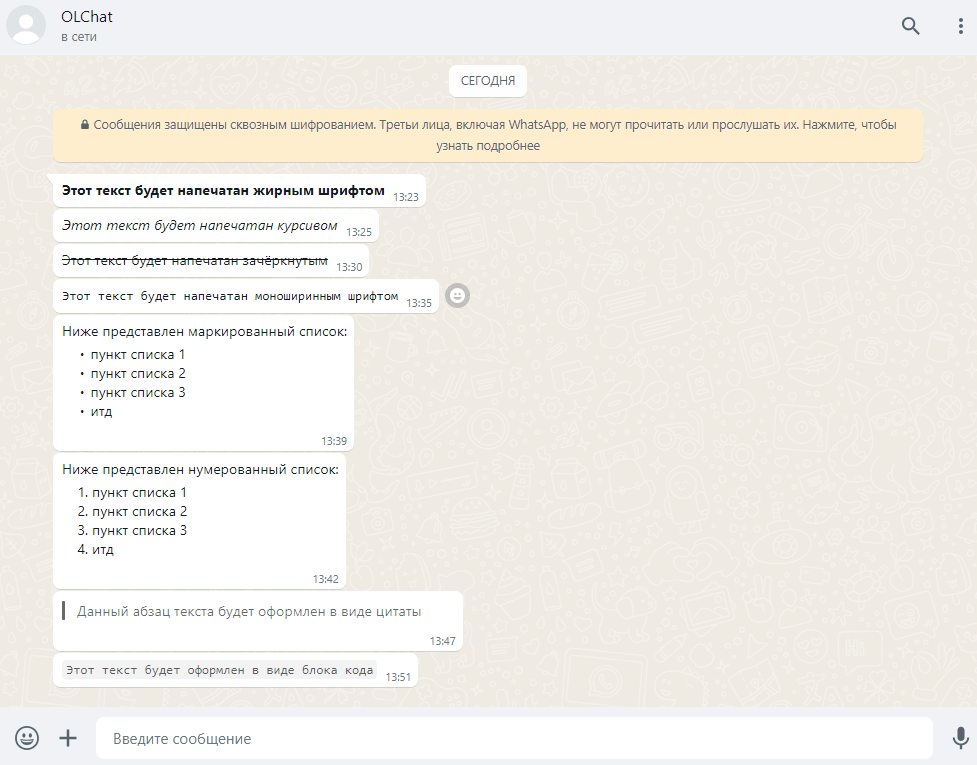 OLChat
в сети
СЕГОДНЯ
Сообщения защищены сквозным шифрованием. Третьи лица, включая WhatsApp, не могут прочитать или прослушать их. Нажмите, чтобы
узнать подробнее
Этот текст будет напечатан жирным шрифтом 13:23
Этот текст будет напечатан курсивом 13:25
Этот текст будет напечатан зачёркнутым 13:30
Этот текст будет напечатан моноширинным шрифтом 13:35
Ниже представлен маркированный список:
• пункт списка 1
• пункт списка 2
• пункт списка 3
• итд
13:39
Ниже представлен нумерованный список:
1. пункт списка 1
2. пункт списка 2
3. пункт списка 3
4. итд
13:42
Данный абзац текста будет оформлен в виде цитаты
13:47
Этот текст будет оформлен в виде блока кода 13:51
Введите сообщение